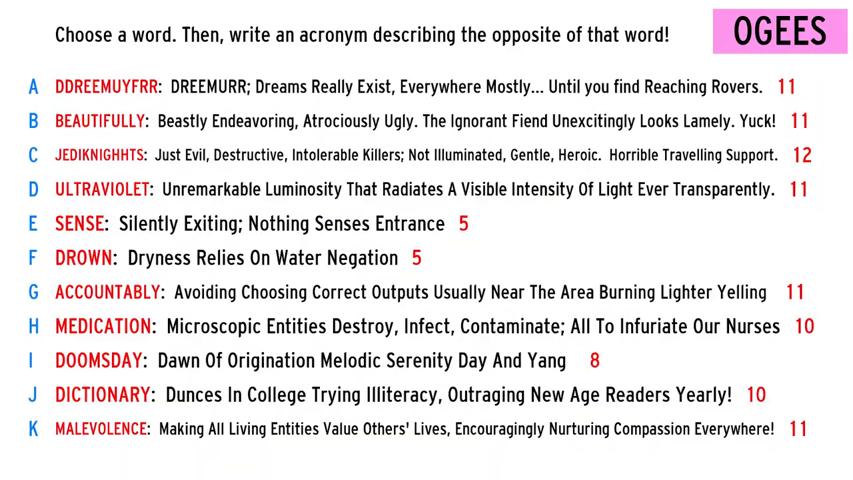 Choose a word. Then, write an acronym describing the opposite of that word!
OGEES
A DDREEMUYFRR: DREEMURR; Dreams Really Exist, Everywhere Mostly... Until you find Reaching Rovers. 11
B BEAUTIFULLY: Beastly Endeavoring, Atrociously Ugly. The Ignorant Fiend Unexcitingly Looks Lamely. Yuck! 11
C JEDIKNIGHHTS: Just Evil, Destructive, Intolerable Killers; Not Illuminated, Gentle, Heroic. Horrible Travelling Support. 12
D ULTRAVIOLET: Unremarkable Luminosity That Radiates A Visible Intensity Of Light Ever Transparently. 11
E SENSE: Silently Exiting; Nothing Senses Entrance 5
F DROWN: Dryness Relies On Water Negation 5
G ACCOUNTABLY: Avoiding Choosing Correct Outputs Usually Near The Area Burning Lighter Yelling 11
H MEDICATION: Microscopic Entities Destroy, Infect, Contaminate; All To Infuriate Our Nurses 10
I DOOMSDAY: Dawn Of Origination Melodic Serenity Day And Yang 8
J DICTIONARY: Dunces In College Trying Illiteracy, Outraging New Age Readers Yearly! 10
K MALEVOLENCE: Making All Living Entities Value Others' Lives, Encouragingly Nurturing Compassion Everywhere! 11